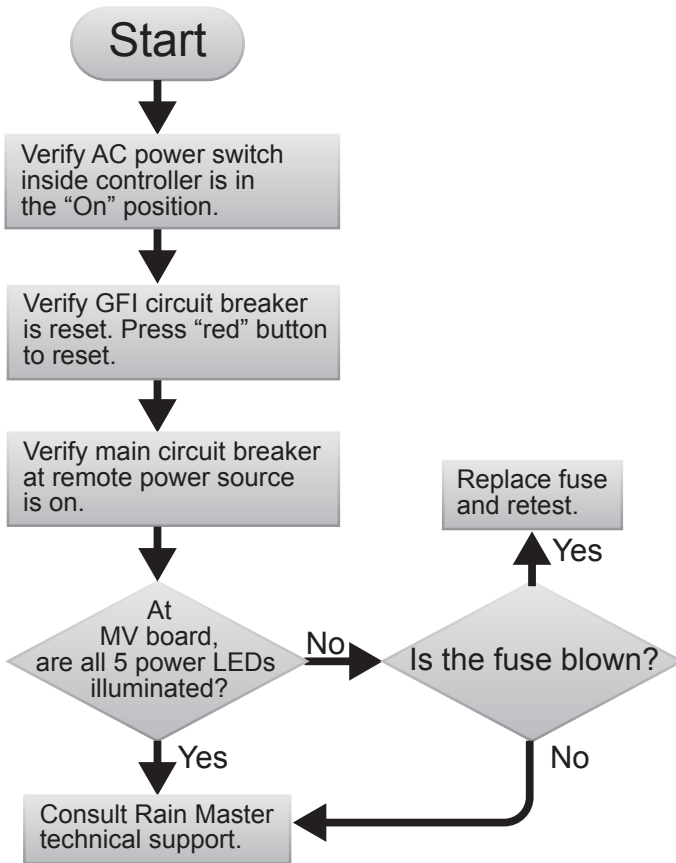 Start
Verify AC power switch
inside controller is in
the “On” position.
Verify GFI circuit breaker
is reset. Press “red” button
to reset.
Verify main circuit breaker
at remote power source
is on.
Replace fuse
and retest.
Yes
At
MV board,
are all 5 power LEDs
illuminated?
No
Is the fuse blown?
Yes
No
Consult Rain Master
technical support.